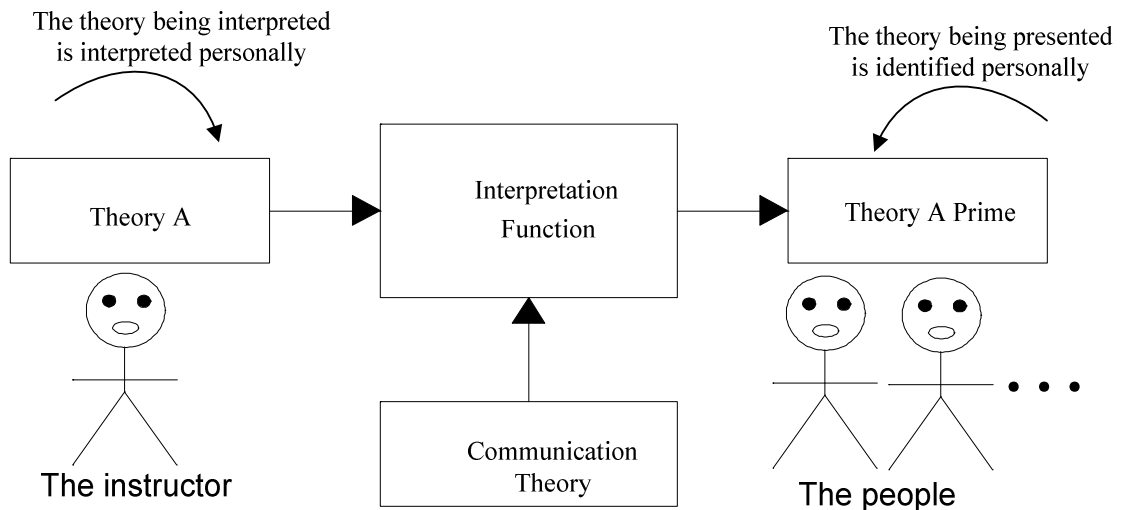 The theory being interpreted
is interpreted personally
The theory being presented
is identified personally
Theory A
Interpretation
Function
Theory A Prime
Communication
Theory
The instructor
The people